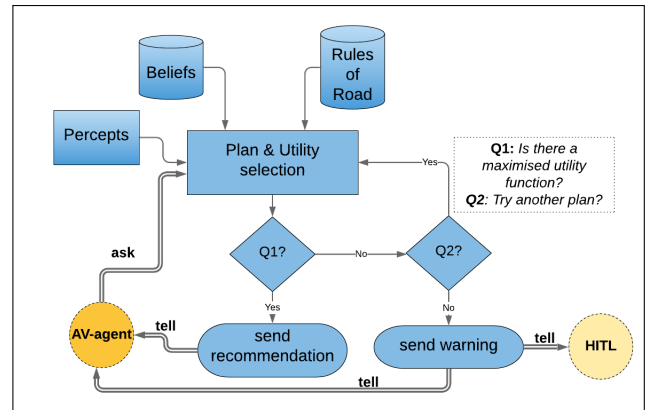 Beliefs
Rules
of
Road
Percepts
Plan & Utility
selection
Yes
Q1: Is there a
maximised utility
function?
Q2: Try another plan?
ask
Q1?
No
Q2?
Yes
No
AV-agent
tell
send
recommendation
send warning
tell
HITL
tell